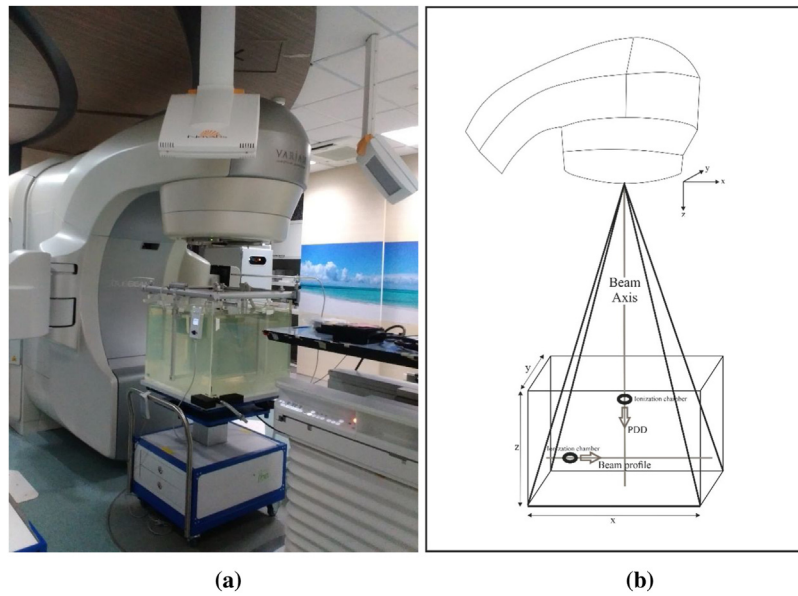 VARIAN
Beam
Axis
y
x
z
y
z
Ionization chamber
PDD
Ionization chamber
Beam profile
x
(a)
(b)